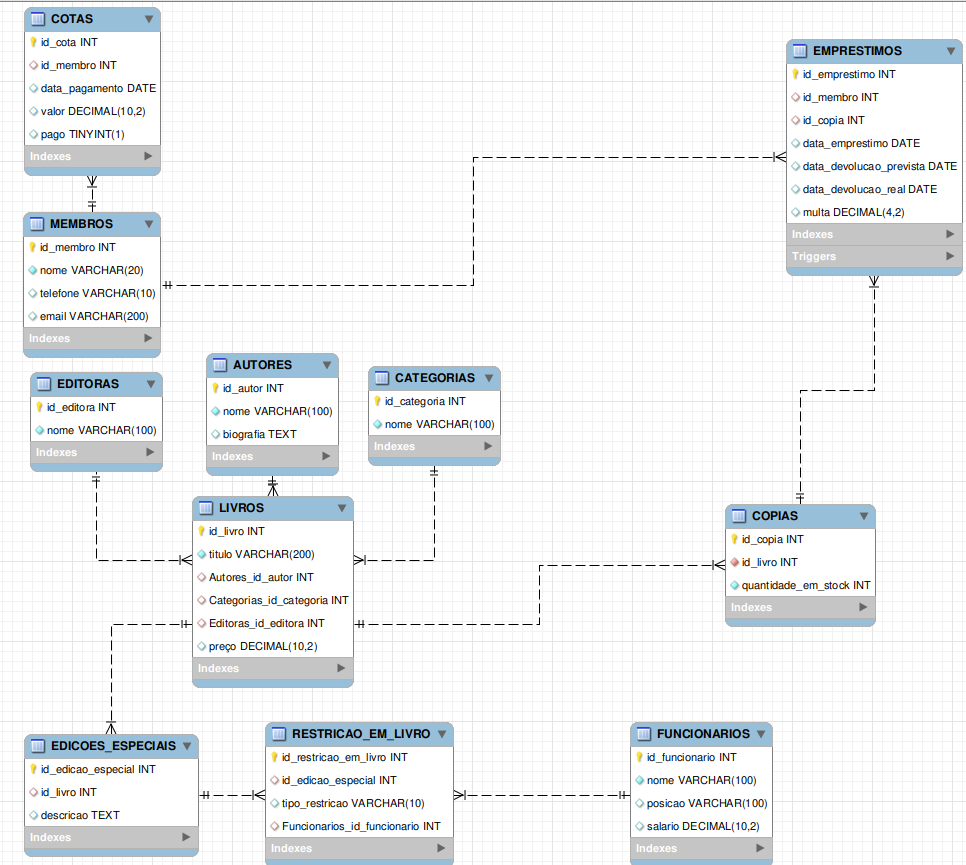 COTAS
id_cota INT
id_membro INT
data_pagamento DATE
valor DECIMAL(10,2)
pago TINYINT(1)
Indexes
EMPRESTIMOS
id_emprestimo INT
id_membro INT
id_copia INT
data_emprestimo DATE
data_devolucao_prevista DATE
data_devolucao_real DATE
multa DECIMAL(4,2)
Indexes
Triggers
MEMBROS
id_membro INT
nome VARCHAR(20)
telefone VARCHAR(10)
email VARCHAR(200)
Indexes
EDITORAS
id_editora INT
nome VARCHAR(100)
Indexes
AUTORES
id_autor INT
nome VARCHAR(100)
biografia TEXT
Indexes
CATEGORIAS
id_categoria INT
nome VARCHAR(100)
Indexes
LIVROS
id_livro INT
titulo VARCHAR(200)
Autores_id_autor INT
Categorias_id_categoria INT
Editoras_id_editora INT
preço DECIMAL(10,2)
Indexes
COPIAS
id_copia INT
id_livro INT
quantidade_em_stock INT
Indexes
EDICOES_ESPECIAIS
id_edicao_especial INT
id_livro INT
descricao TEXT
Indexes
RESTRICAO_EM_LIVRO
id_restricao_em_livro INT
id_edicao_especial INT
tipo_restricao VARCHAR(10)
Funcionarios_id_funcionario INT
Indexes
FUNCIONARIOS
id_funcionario INT
nome VARCHAR(100)
posicao VARCHAR(100)
salario DECIMAL(10,2)
Indexes